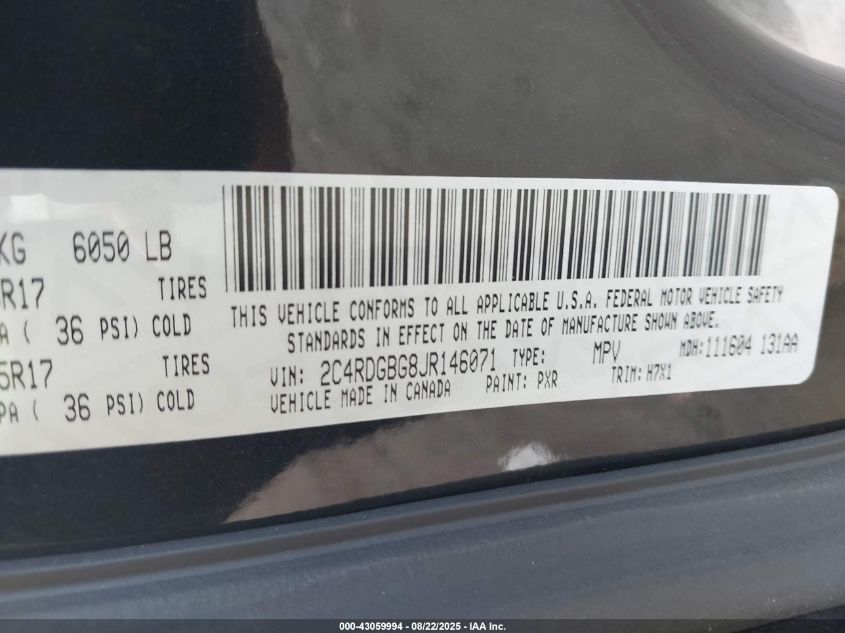 KG 6050 LB
R17 TIRES
A ( 36 PSI) COLD
5R17 TIRES
PA ( 36 PSI) COLD
THIS VEHICLE CONFORMS TO ALL APPLICABLE U.S.A. FEDERAL MOTOR VEHICLE SAFETY
STANDARDS IN EFFECT ON THE DATE OF MANUFACTURE SHOWN ABOVE.
VIN: 2C4RDGBG8JR146071 TYPE: MPV MDH:111604 131AA
VEHICLE MADE IN CANADA PAINT: PXR TRIM: H7X1
000-43059994 - 08/22/2025 - IAA Inc.